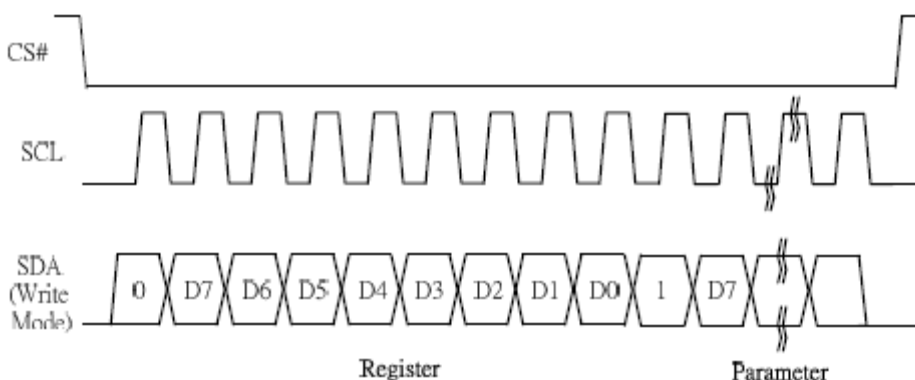 CS#
SCL
SDA
(Write
Mode)
0 D7 D6 D5 D4 D3 D2 D1 D0 1 D7
Register Parameter